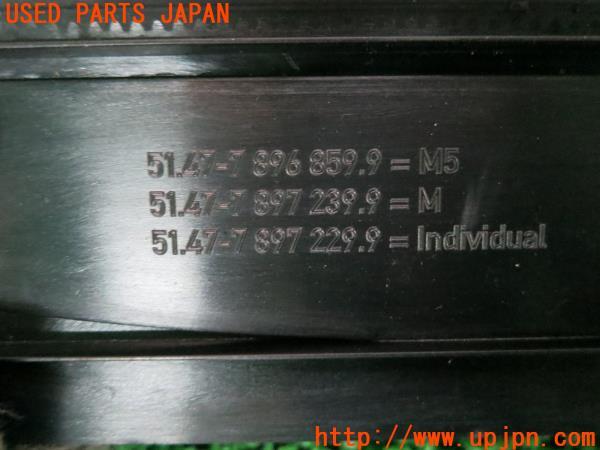 USED PARTS JAPAN
51.47-7 896 859.9 = M5
51.47-7 897 239.9 = M
51.47-7 897 229.9 = Individual
http://www.upjpn.com/